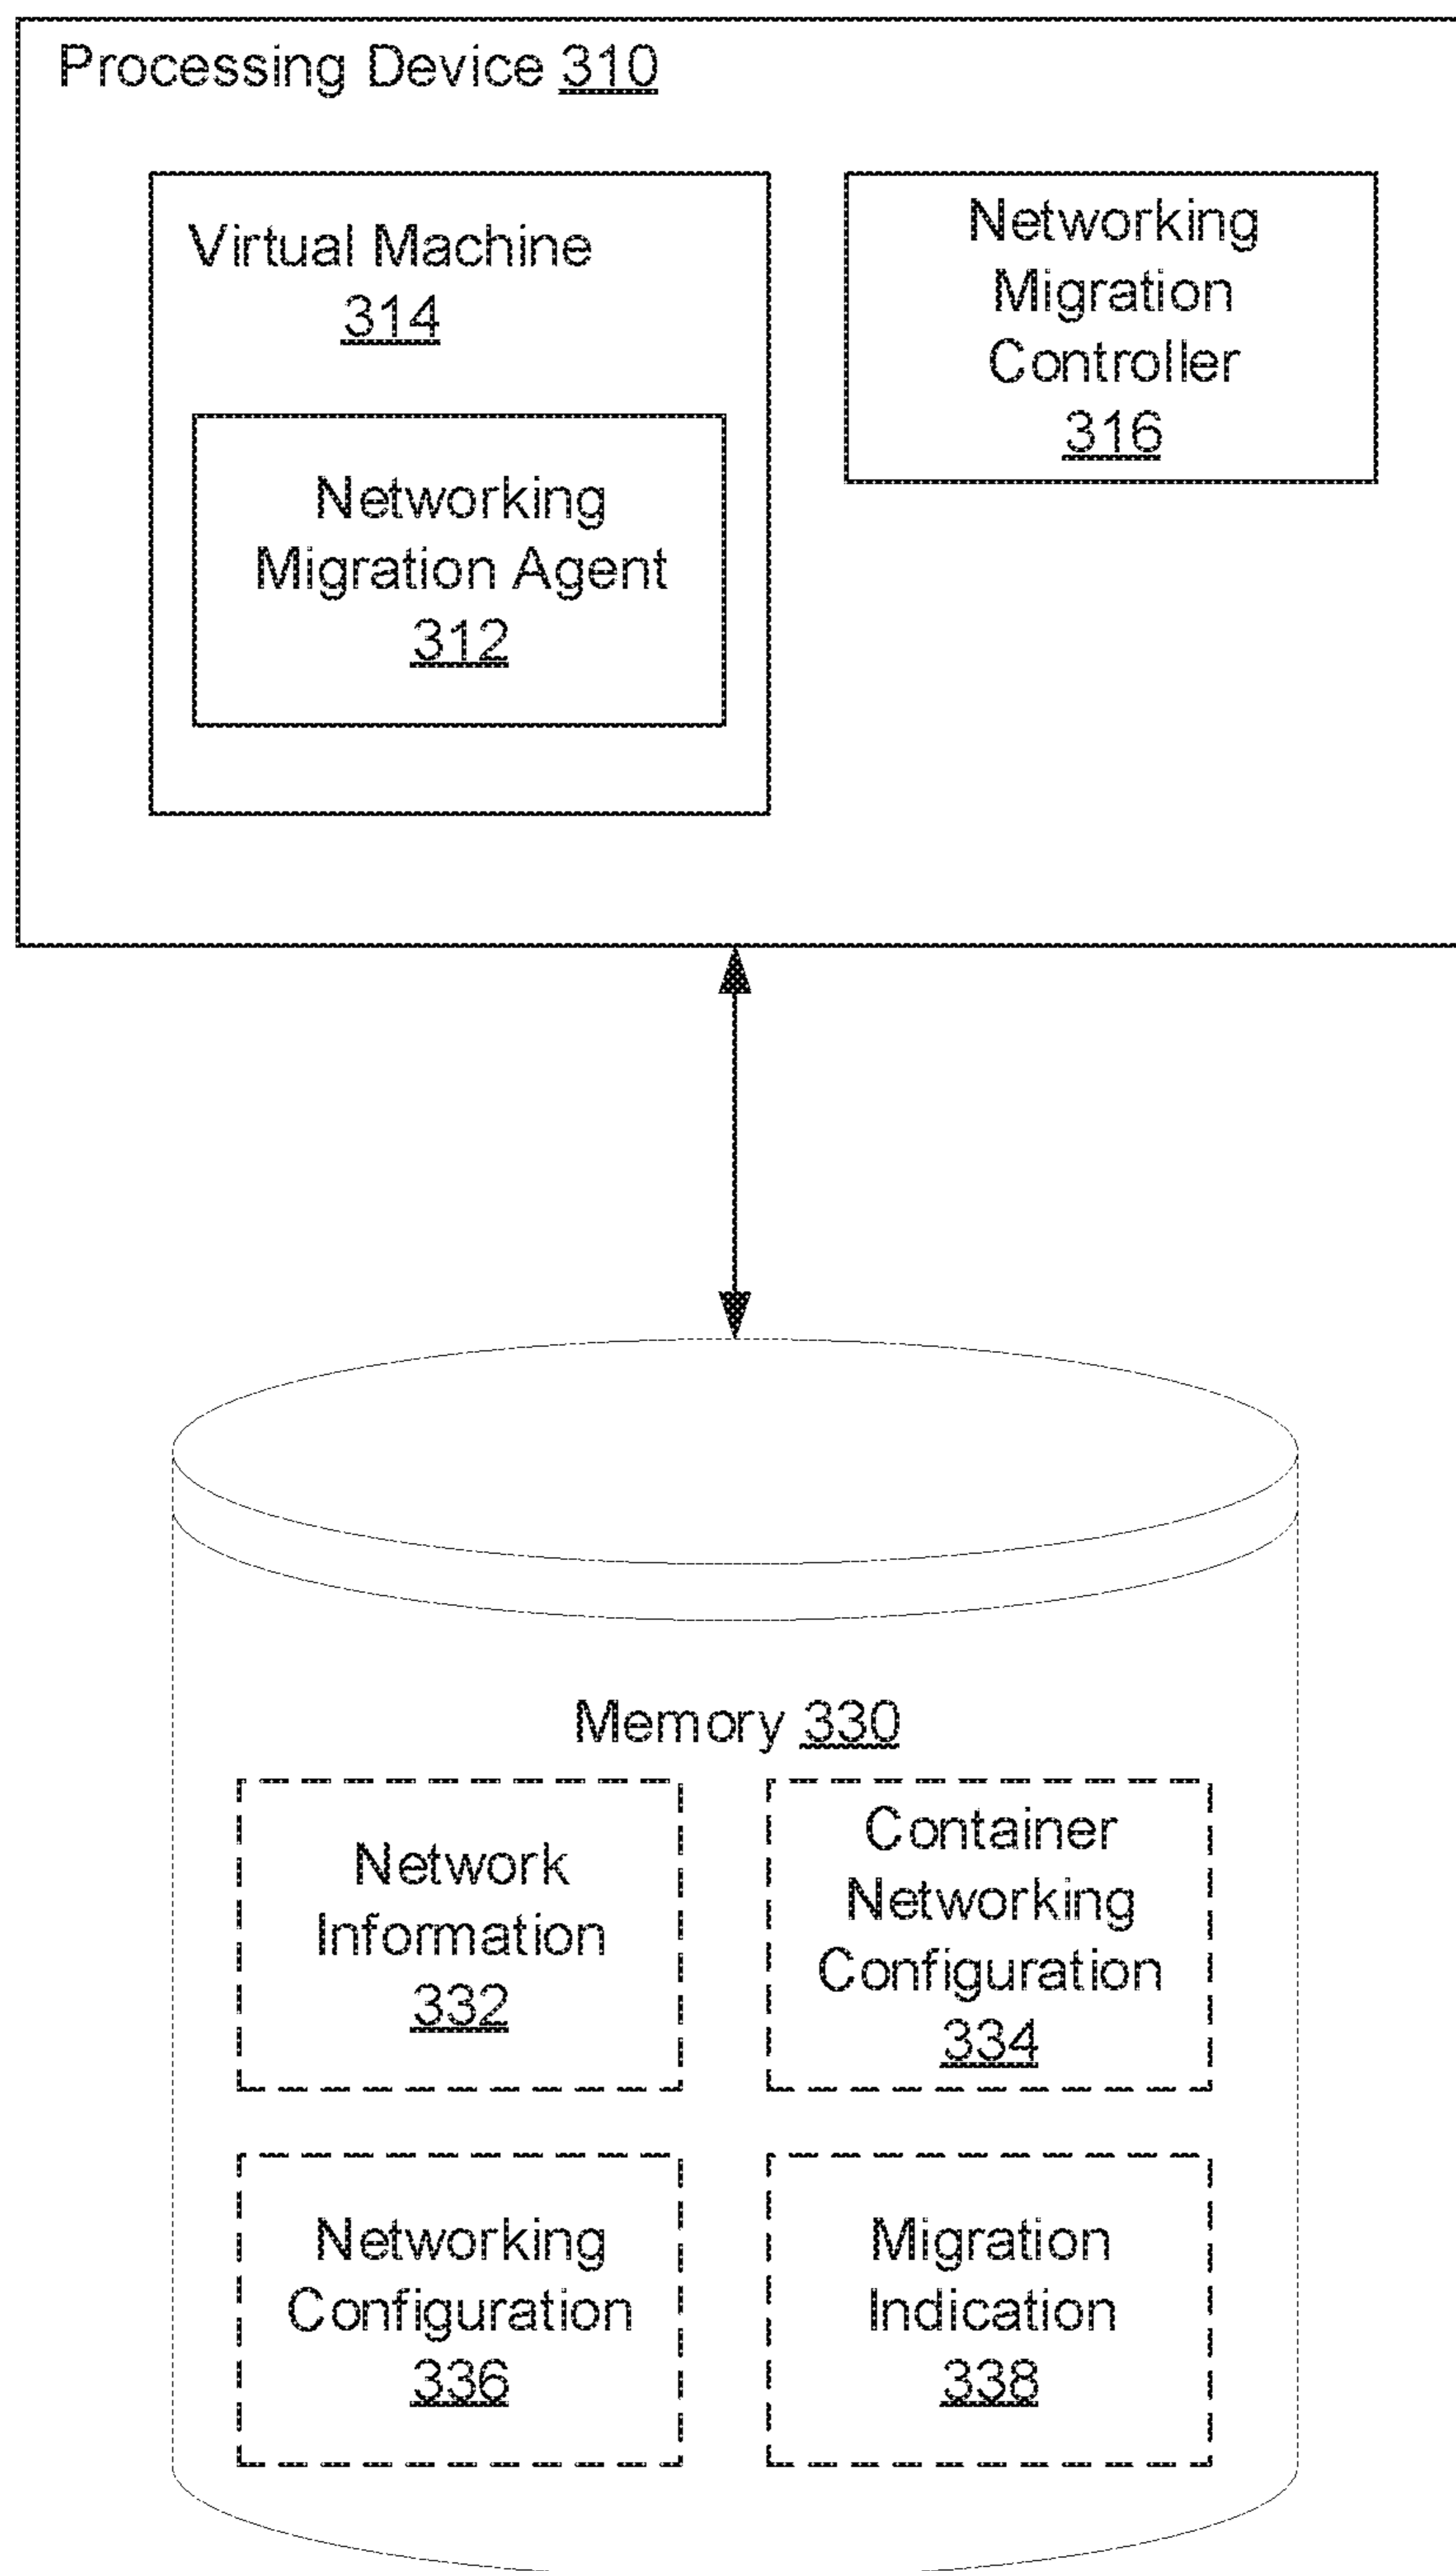 Processing Device 310
Virtual Machine
314
Networking
Migration Agent
312
Networking
Migration
Controller
316
Memory 330
Network
Information
332
Container
Networking
Configuration
334
Networking
Configuration
336
Migration
Indication
338